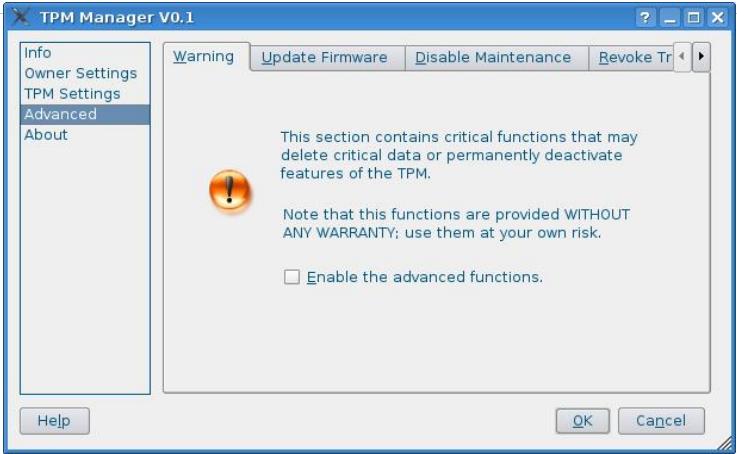 TPM Manager V0.1
Info
Owner Settings
TPM Settings
Advanced
About
Warning
Update Firmware
Disable Maintenance
Revoke Tr
This section contains critical functions that may
delete critical data or permanently deactivate
features of the TPM.
Note that this functions are provided WITHOUT
ANY WARRANTY; use them at your own risk.
Enable the advanced functions.
Help
OK
Cancel